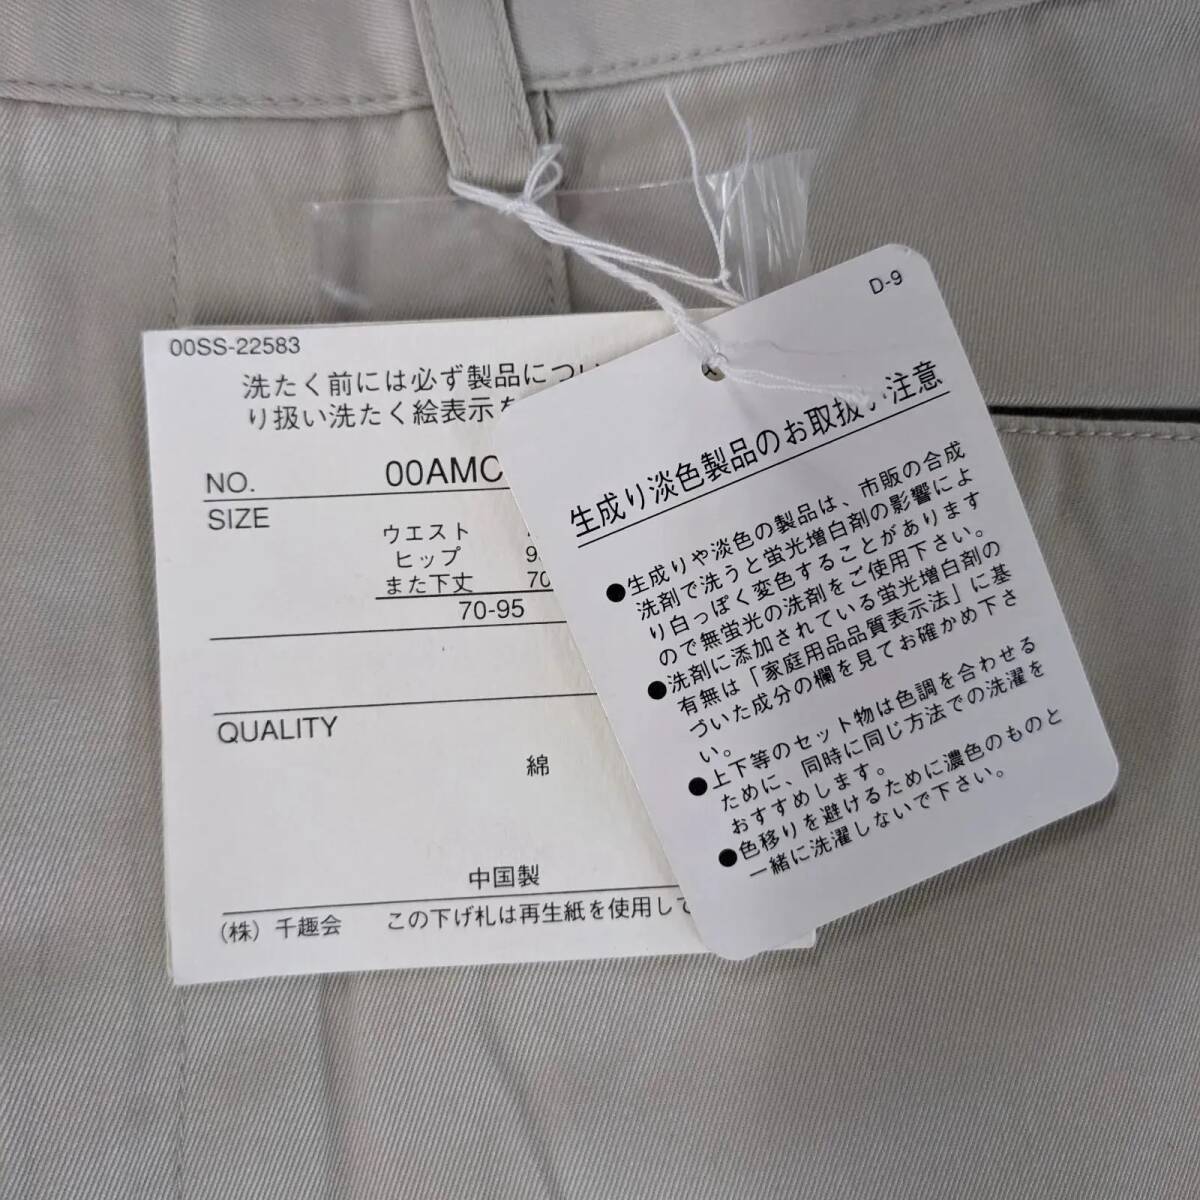 00SS-22583
洗たく前には必ず製品につい
り扱い洗たく絵表示を
NO. 00AMC
SIZE
ウエスト
ヒップ 9
また下丈 70
70-95
QUALITY
綿
中国製
(株) 千趣会 この下げ札は再生紙を使用して
D-9
生成り淡色製品のお取扱い注意
●生成りや淡色の製品は、市販の合成
洗剤で洗うと蛍光増白剤の影響によ
り白っぽく変色することがあります
ので無蛍光の洗剤をご使用下さい。
●洗剤に添加されている蛍光増白剤の
有無は「家庭用品品質表示法」に基
づいた成分の欄を見てお確かめ下さ
い。
●上下等のセット物は色調を合わせる
ために、同時に同じ方法での洗濯を
おすすめします。
●色移りを避けるために濃色のものと
一緒に洗濯しないで下さい。